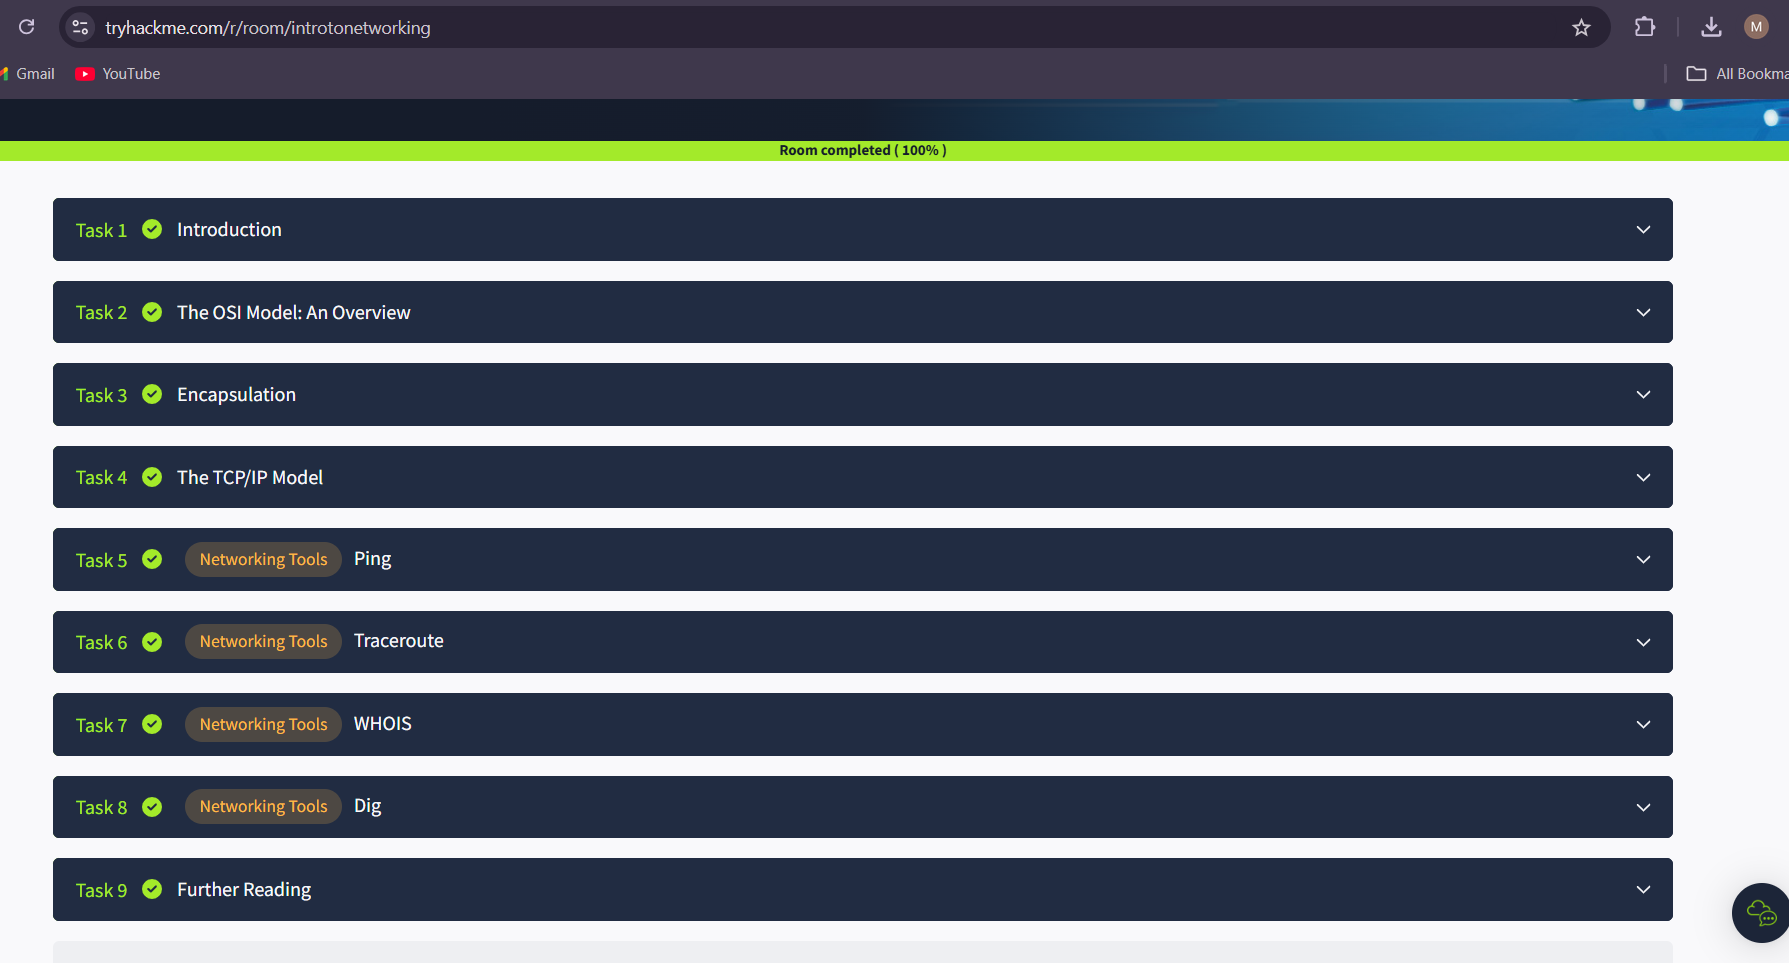 tryhackme.com/r/room/introtonetworking
M
Gmail
YouTube
All Bookma
Room completed ( 100% )
Task 1 Introduction
Task 2 The OSI Model: An Overview
Task 3 Encapsulation
Task 4 The TCP/IP Model
Task 5 Networking Tools Ping
Task 6 Networking Tools Traceroute
Task 7 Networking Tools WHOIS
Task 8 Networking Tools Dig
Task 9 Further Reading